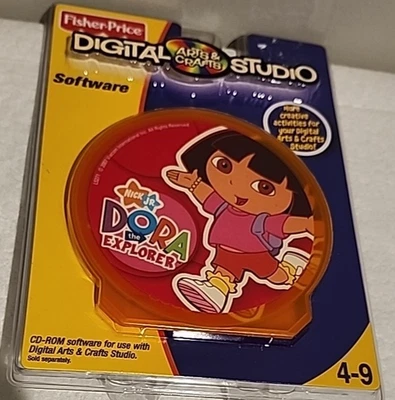 Fisher-Price
DIGITAL ARTS & CRAFTS STUDIO
Software
More
creative
activities for
your Digital
Arts & Crafts
Studio!
NICK JR.
DORA
the
EXPLORER
CD-ROM software for use with
Digital Arts & Crafts Studio.
Sold separately.
4-9